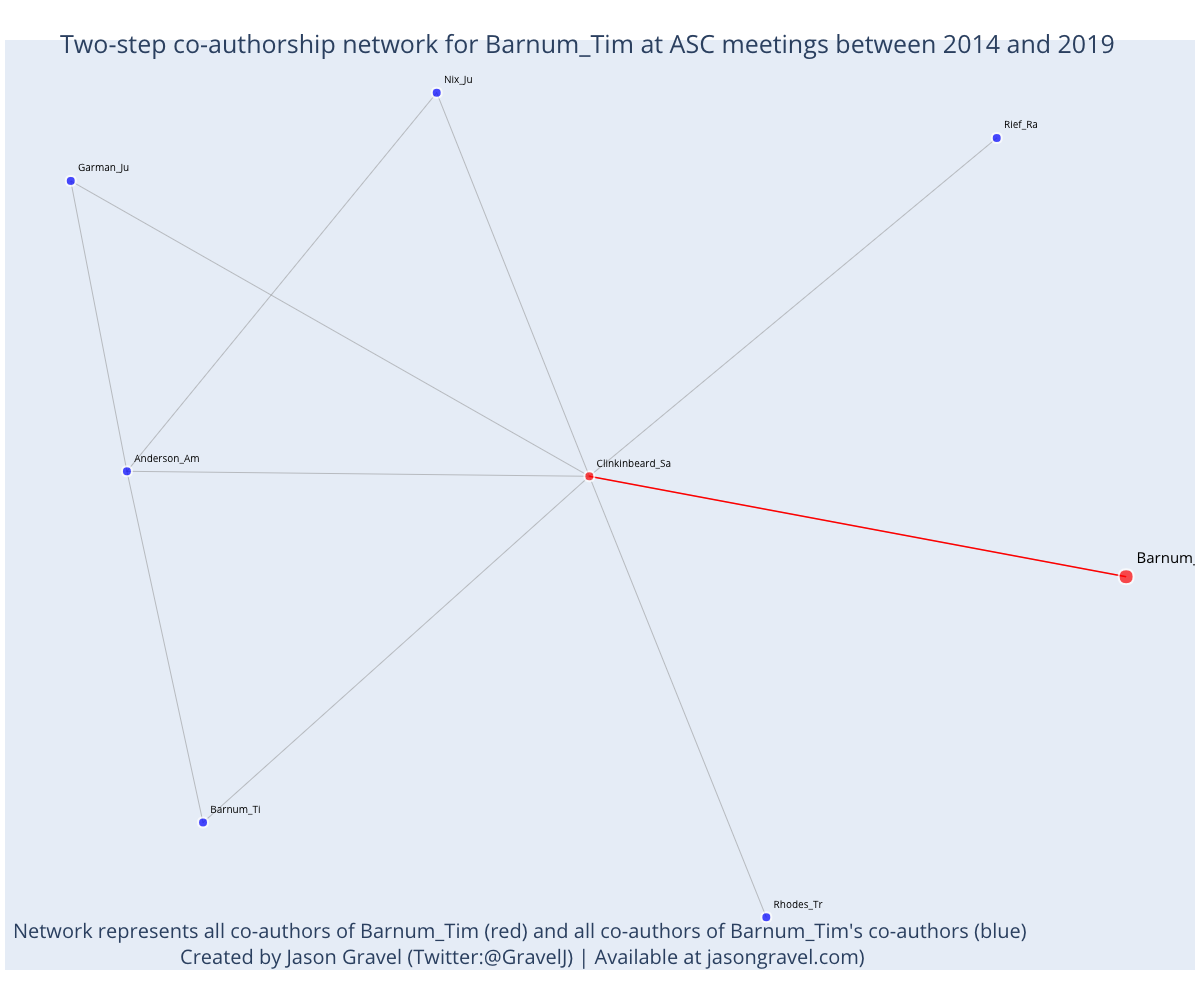 Two-step co-authorship network for Barnum_Tim at ASC meetings between 2014 and 2019
Nix_Ju
Rief_Ra
Garman_Ju
Anderson_Am
Clinkinbeard_Sa
Barnum_
Barnum_Ti
Rhodes_Tr
Network represents all co-authors of Barnum_Tim (red) and all co-authors of Barnum_Tim's co-authors (blue)
Created by Jason Gravel (Twitter:@GravelJ) | Available at jasongravel.com)